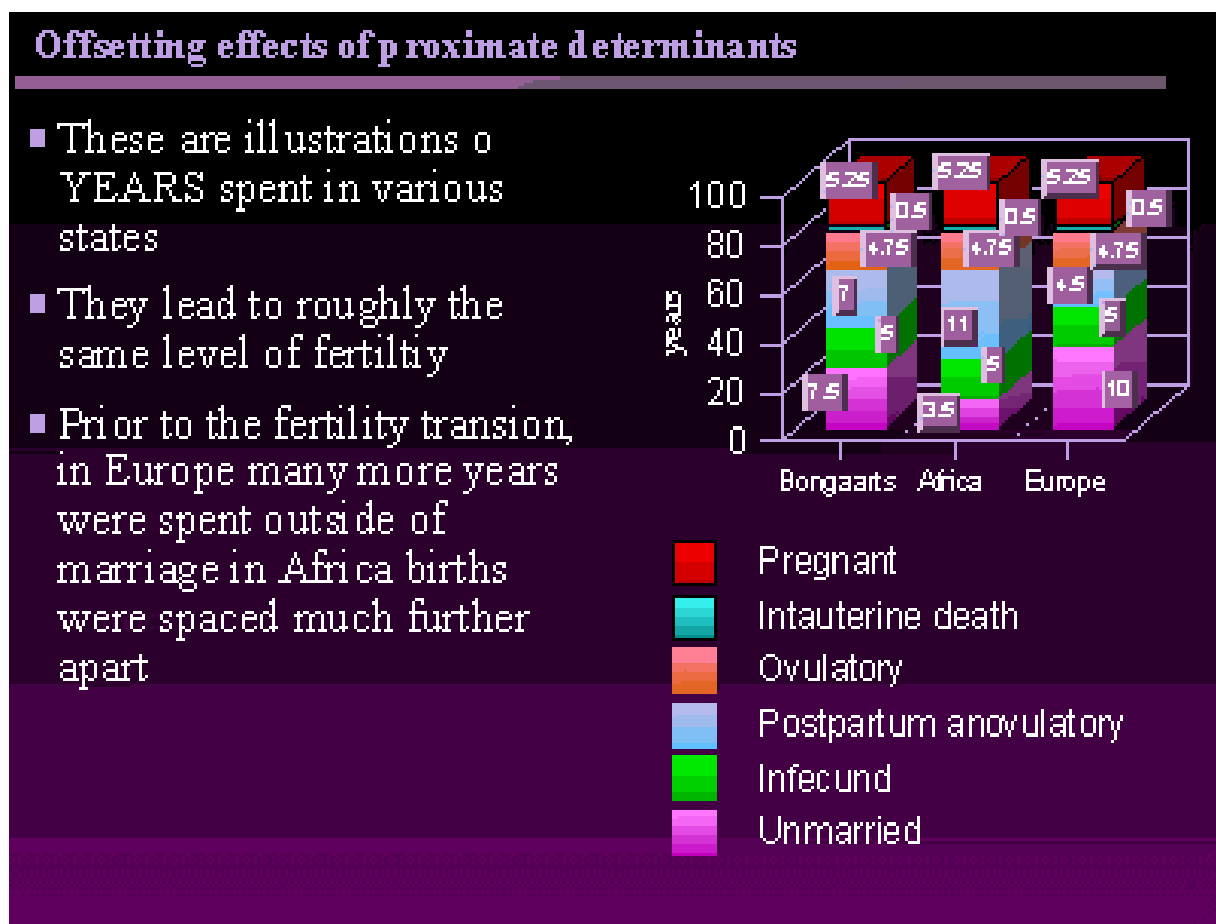 Offsetting effects of p roximate d eterminants
These are illustrations o
YEARS spent in various
states
They lead to roughly the
same level of fertiltiy
Prior to the fertility transion,
in Europe many more years
were spent outside of
marriage in Africa births
were spaced much further
apart
years
100
80
60
40
20
0
5.25 5.25 5.25
0.5 0.5 0.5
4.75 4.75 4.75
7 11 4.5
5 5 5
7.5 3.5 10
Bongaarts Africa Europe
Pregnant
Intauterine death
Ovulatory
Postpartum anovulatory
Infecund
Unmarried